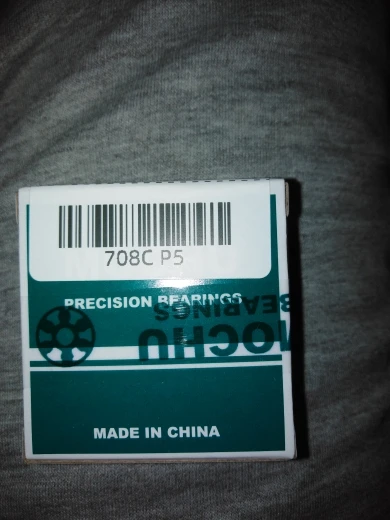 708C P5
PRECISION BEARINGS
BEARINGS
MOCHU
MADE IN CHINA